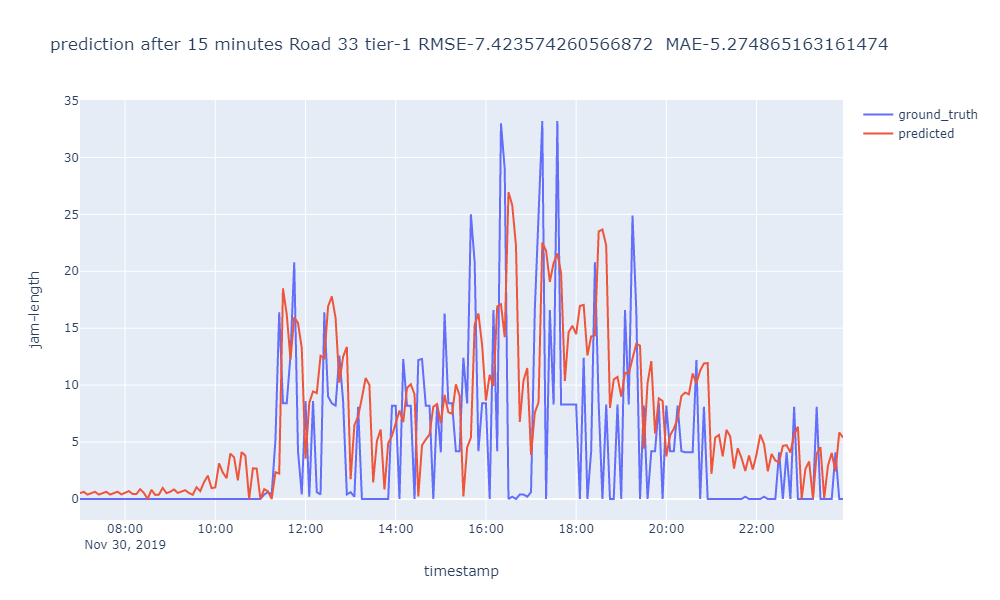 prediction after 15 minutes Road 33 tier-1 RMSE-7.423574260566872  MAE-5.274865163161474
ground_truth
predicted
35
30
25
20
15
10
5
0
jam-length
08:00 10:00 12:00 14:00 16:00 18:00 20:00 22:00
Nov 30, 2019
timestamp